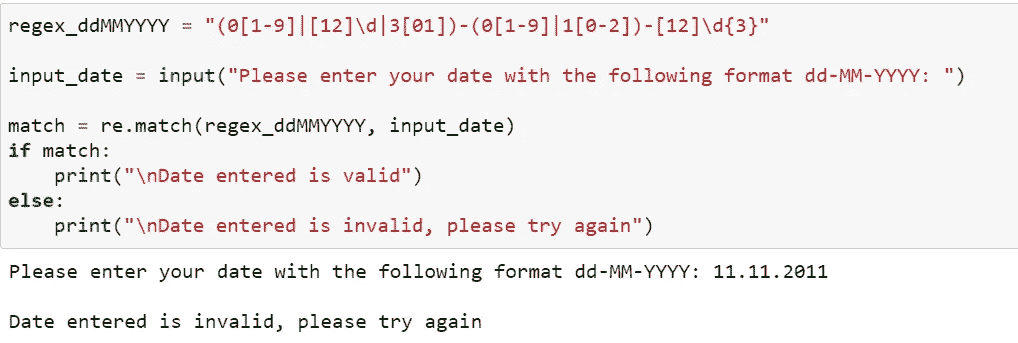 regex_ddMMYYYY = "(0[1-9]|[12]\d|3[01])-(0[1-9]|1[0-2])-[12]\d{3}"
input_date = input("Please enter your date with the following format dd-MM-YYYY: ")
match = re.match(regex_ddMMYYYY, input_date)
if match:
    print("\nDate entered is valid")
else:
    print("\nDate entered is invalid, please try again")
Please enter your date with the following format dd-MM-YYYY: 11.11.2011
Date entered is invalid, please try again